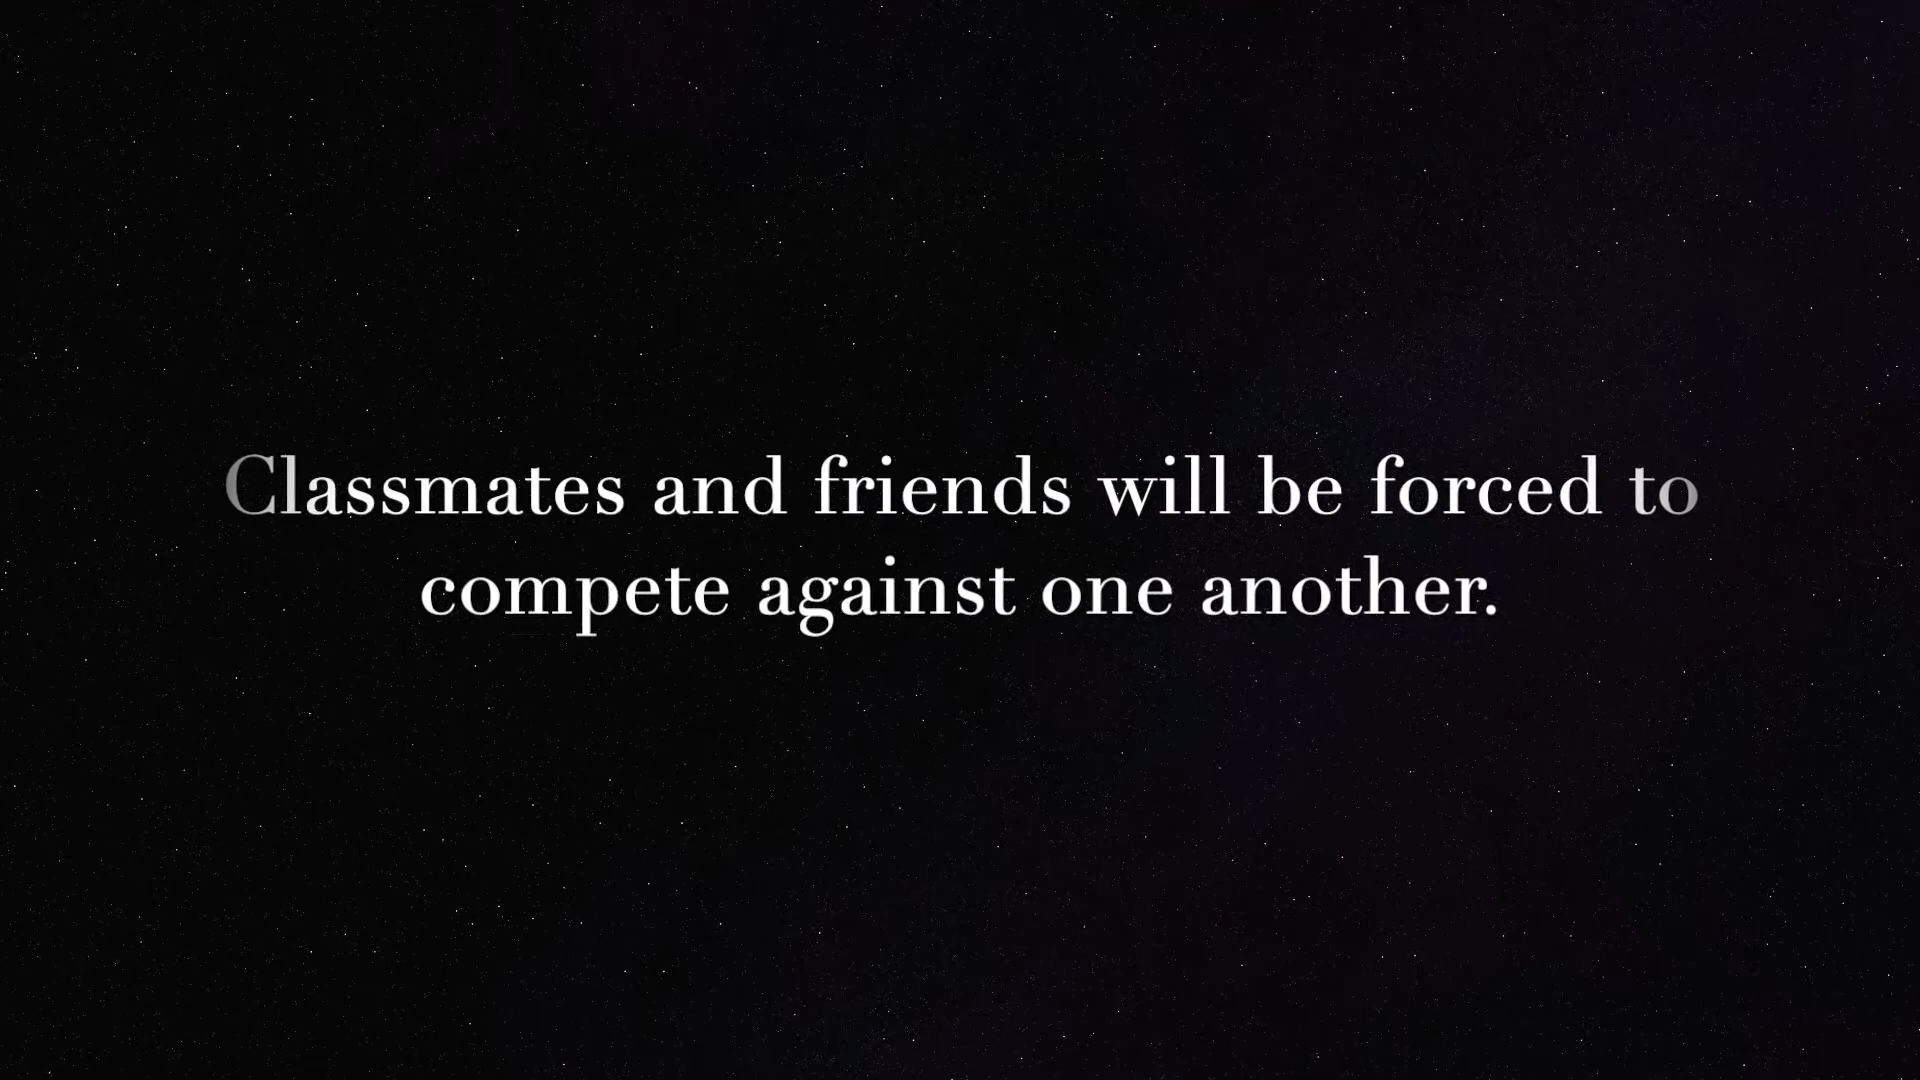 Classmates and friends will be forced to
compete against one another.